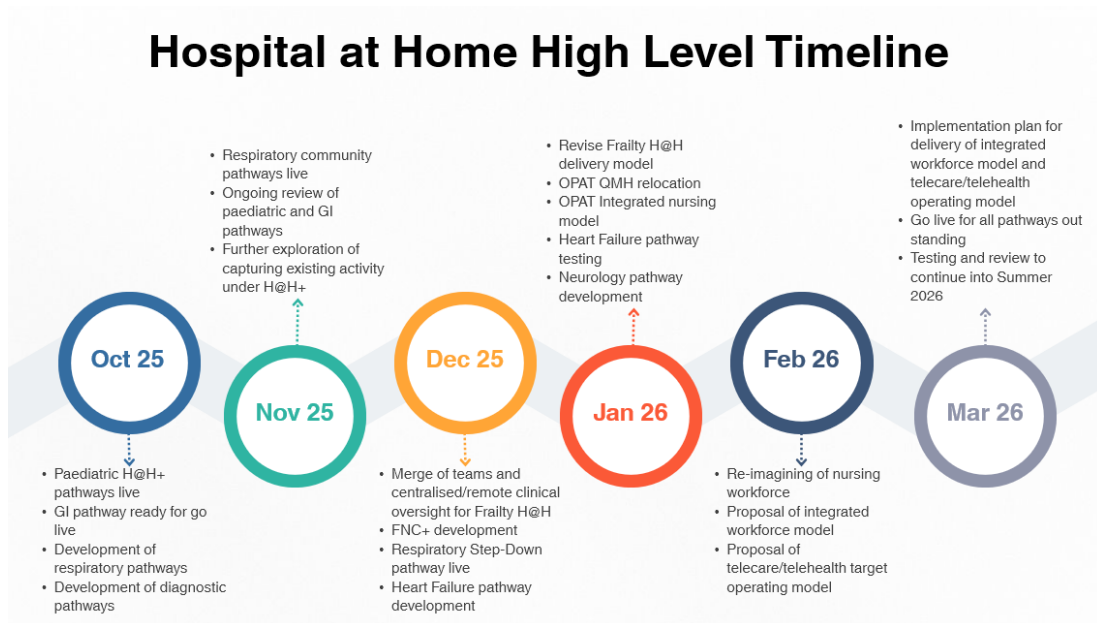 Hospital at Home High Level Timeline
Oct 25
• Paediatric H@H+
pathways live
• GI pathway ready for go
live
• Development of
respiratory pathways
• Development of diagnostic
pathways
• Respiratory community
pathways live
• Ongoing review of
paediatric and GI
pathways
• Further exploration of
capturing existing activity
under H@H+
Nov 25
Dec 25
• Merge of teams and
centralised/remote clinical
oversight for Frailty H@H
• FNC+ development
• Respiratory Step-Down
pathway live
• Heart Failure pathway
development
• Revise Frailty H@H
delivery model
• OPAT QMH relocation
• OPAT Integrated nursing
model
• Heart Failure pathway
testing
• Neurology pathway
development
Jan 26
Feb 26
• Re-imagining of nursing
workforce
• Proposal of integrated
workforce model
• Proposal of
telecare/telehealth target
operating model
• Implementation plan for
delivery of integrated
workforce model and
telecare/telehealth
operating model
• Go live for all pathways out
standing
• Testing and review to
continue into Summer
2026
Mar 26